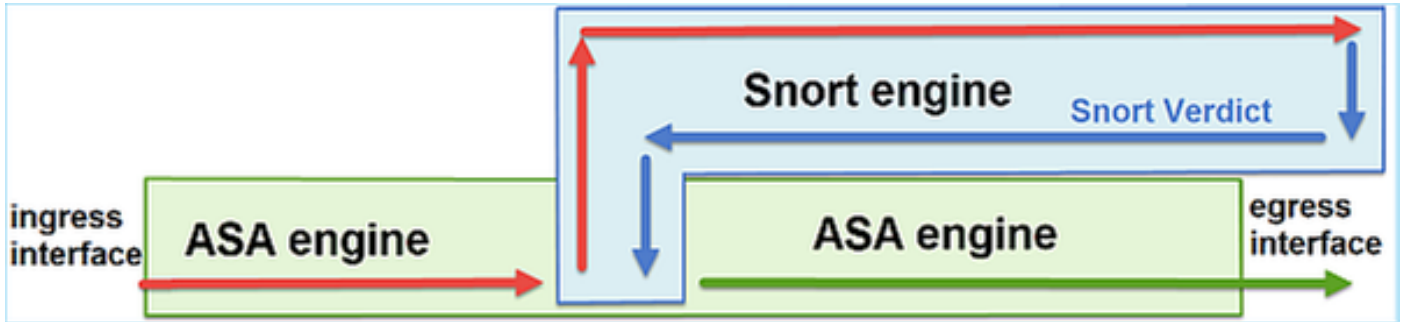 Snort engine
Snort Verdict
ingress
interface
ASA engine
ASA engine
egress
interface